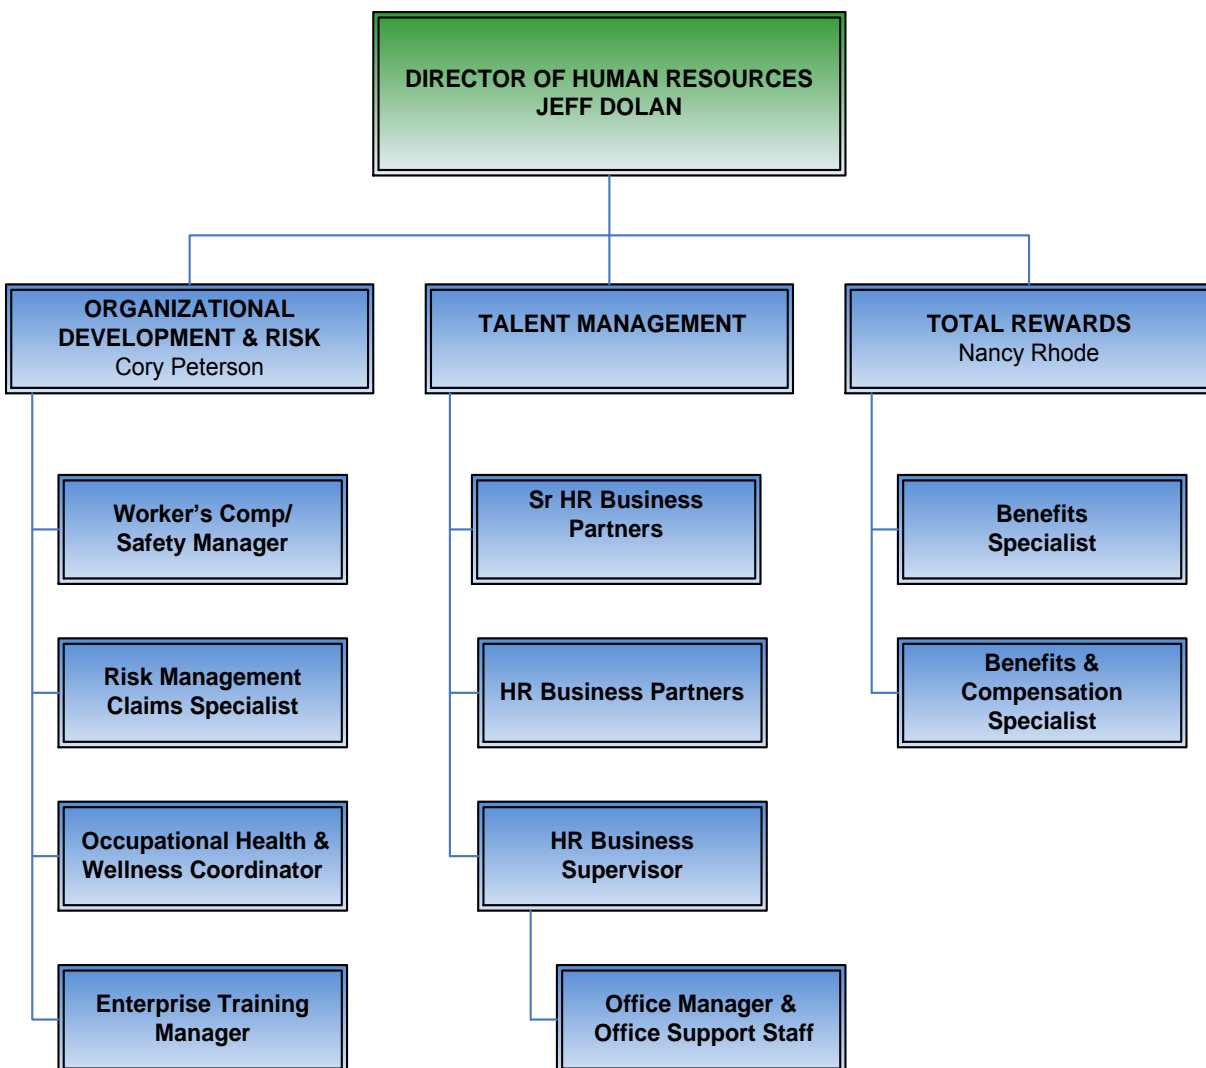 DIRECTOR OF HUMAN RESOURCES
JEFF DOLAN
ORGANIZATIONAL
DEVELOPMENT & RISK
Cory Peterson
TALENT MANAGEMENT
TOTAL REWARDS
Nancy Rhode
Worker’s Comp/
Safety Manager
Sr HR Business
Partners
Benefits
Specialist
Risk Management
Claims Specialist
HR Business Partners
Benefits &
Compensation
Specialist
Occupational Health &
Wellness Coordinator
HR Business
Supervisor
Enterprise Training
Manager
Office Manager &
Office Support Staff